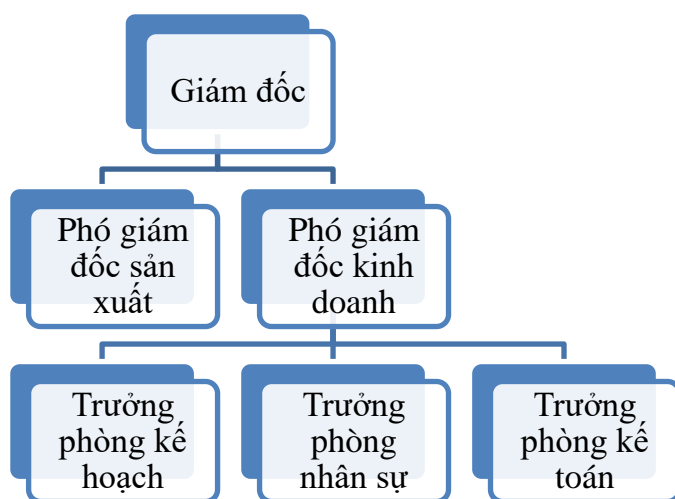 Giám đốc
Phó giám
đốc sản
xuất
Phó giám
đốc kinh
doanh
Trưởng
phòng kế
hoạch
Trưởng
phòng
nhân sự
Trưởng
phòng kế
toán